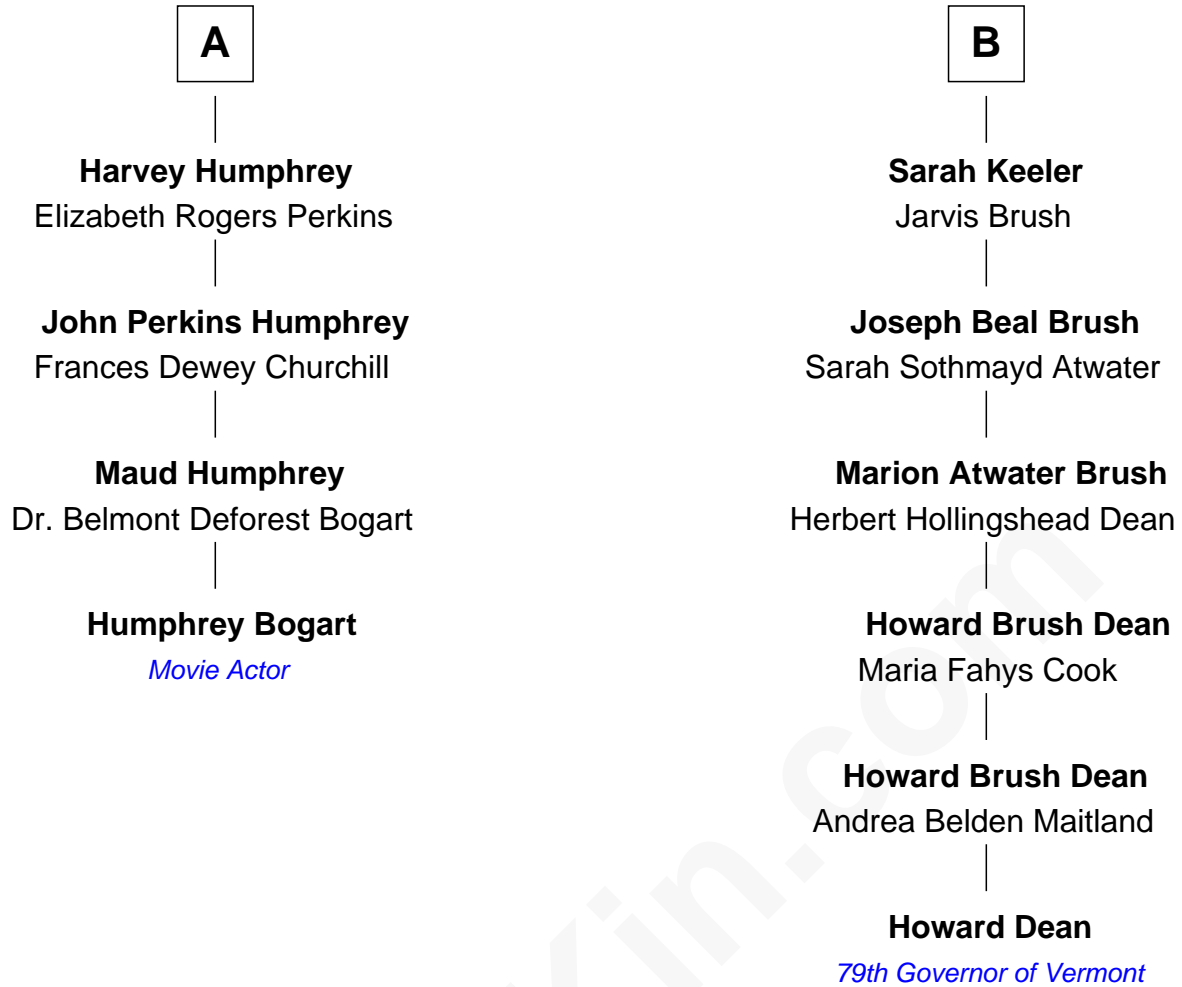 A
Harvey Humphrey
Elizabeth Rogers Perkins
John Perkins Humphrey
Frances Dewey Churchill
Maud Humphrey
Dr. Belmont Deforest Bogart
Humphrey Bogart
Movie Actor
B
Sarah Keeler
Jarvis Brush
Joseph Beal Brush
Sarah Sothmayd Atwater
Marion Atwater Brush
Herbert Hollingshead Dean
Howard Brush Dean
Maria Fahys Cook
Howard Brush Dean
Andrea Belden Maitland
Howard Dean
79th Governor of Vermont